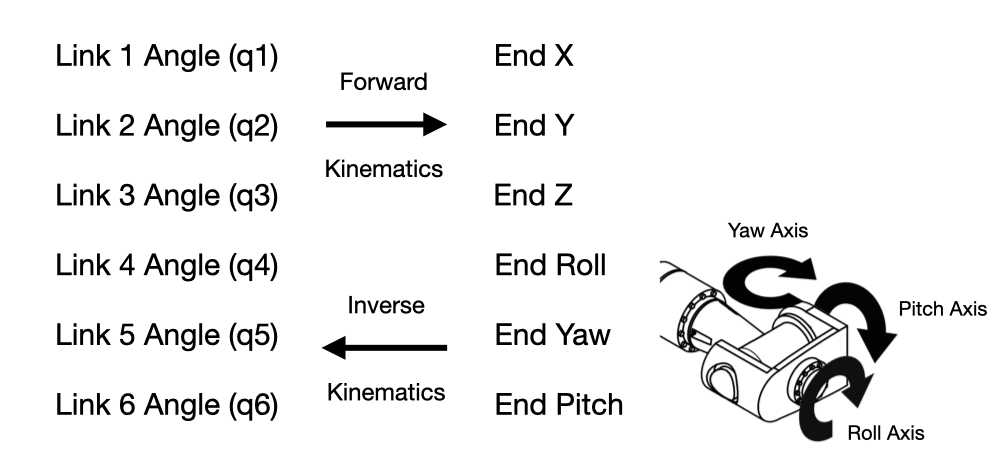 Link 1 Angle (q1)
Link 2 Angle (q2)
Link 3 Angle (q3)
Link 4 Angle (q4)
Link 5 Angle (q5)
Link 6 Angle (q6)
Forward
Kinematics
Inverse
Kinematics
End X
End Y
End Z
End Roll
End Yaw
End Pitch
Yaw Axis
Pitch Axis
Roll Axis